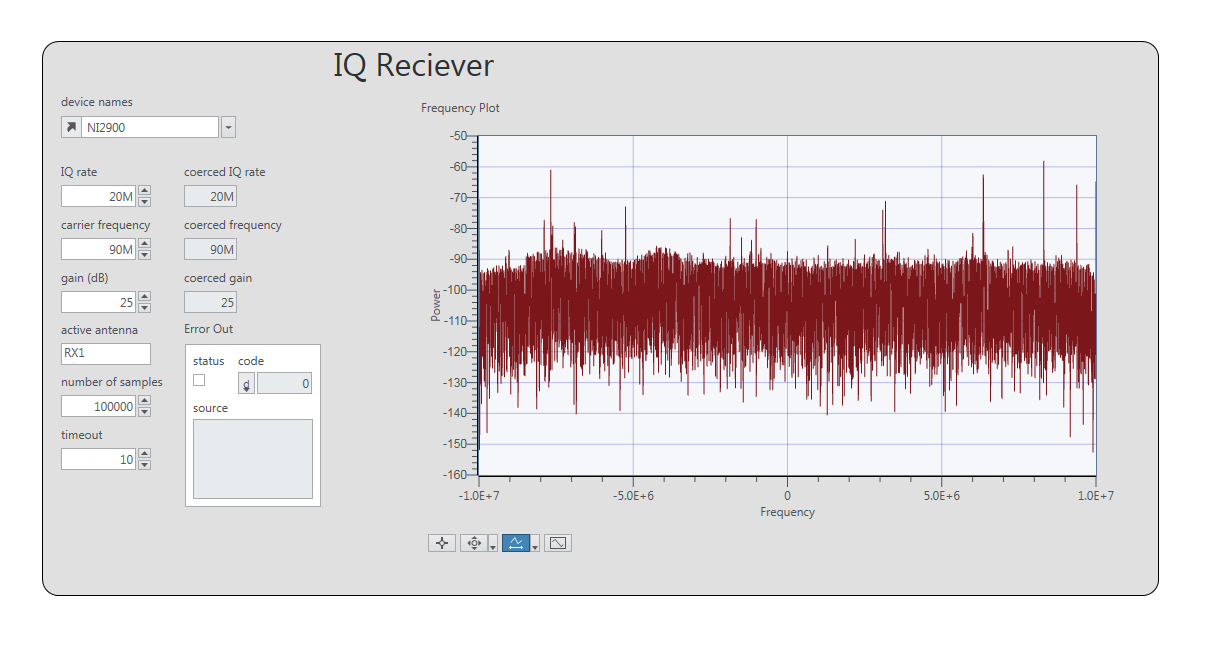 IQ Reciever
device names
NI2900
IQ rate
coerced IQ rate
20M
20M
carrier frequency
coerced frequency
90M
90M
gain (dB)
coerced gain
25
25
active antenna
RX1
number of samples
100000
timeout
10
Error Out
status
code
d
0
source
Frequency Plot
Power
-50
-60
-70
-80
-90
-100
-110
-120
-130
-140
-150
-160
-1.0E+7
-5.0E+6
0
5.0E+6
1.0E+7
Frequency